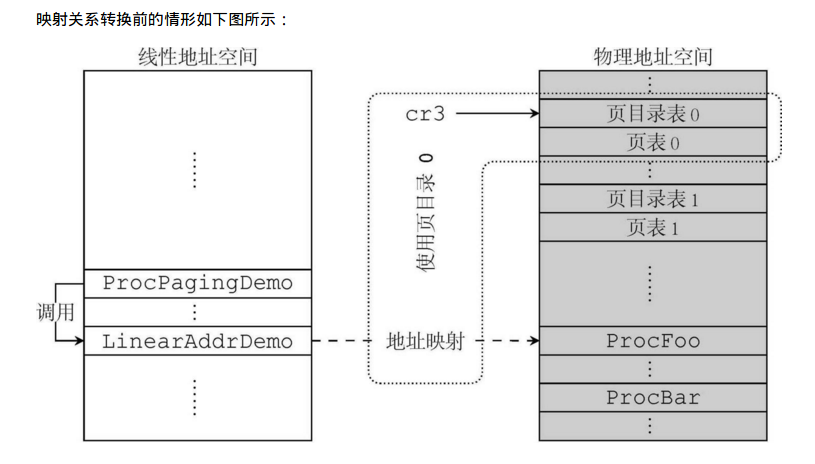 映射关系转换前的情形如下图所示：
线性地址空间
物理地址空间
cr3
页目录表0
页表0
使用页目录 0
页目录表1
页表1
ProcPagingDemo
调用
LinearAddrDemo
地址映射
ProcFoo
ProcBar